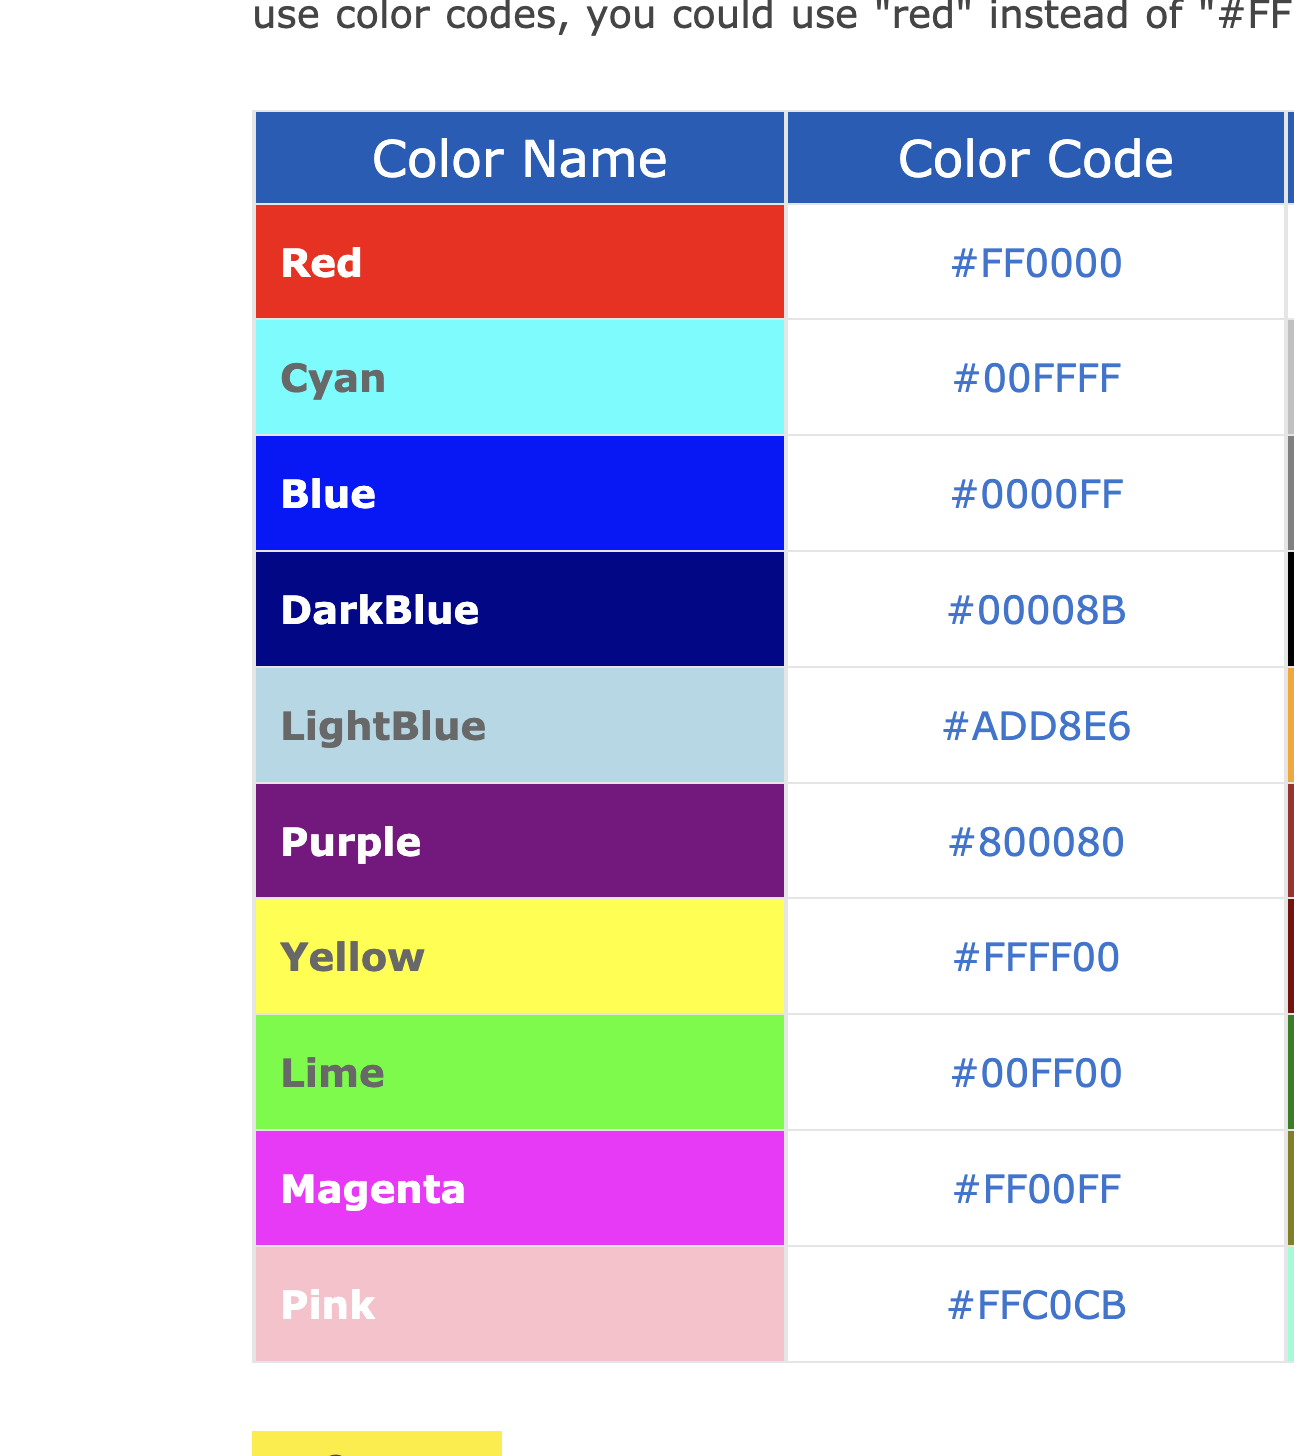 use color codes, you could use "red" instead of "#FF
Color Name Color Code
Red #FF0000
Cyan #00FFFF
Blue #0000FF
DarkBlue #00008B
LightBlue #ADD8E6
Purple #800080
Yellow #FFFF00
Lime #00FF00
Magenta #FF00FF
Pink #FFC0CB